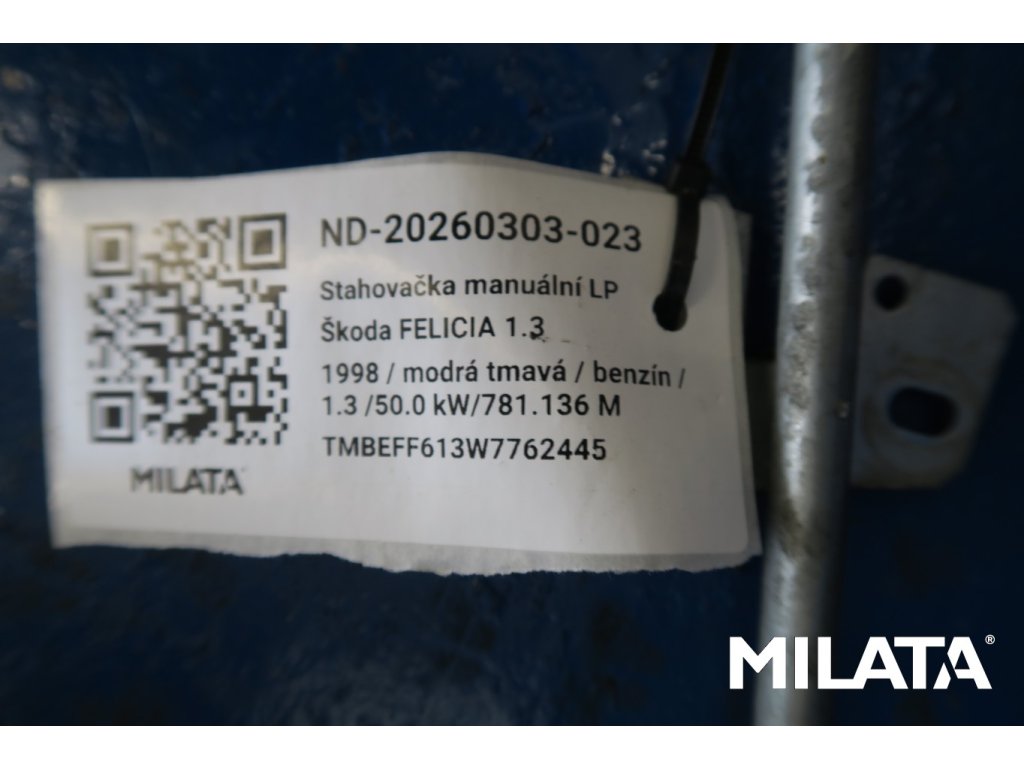 ND-20260303-023
Stahovačka manuální LP
Škoda FELICIA 1.3
1998 / modrá tmavá / benzín /
1.3 /50.0 kW/781.136 M
TMBEFF613W7762445
MILATA
MILATA®